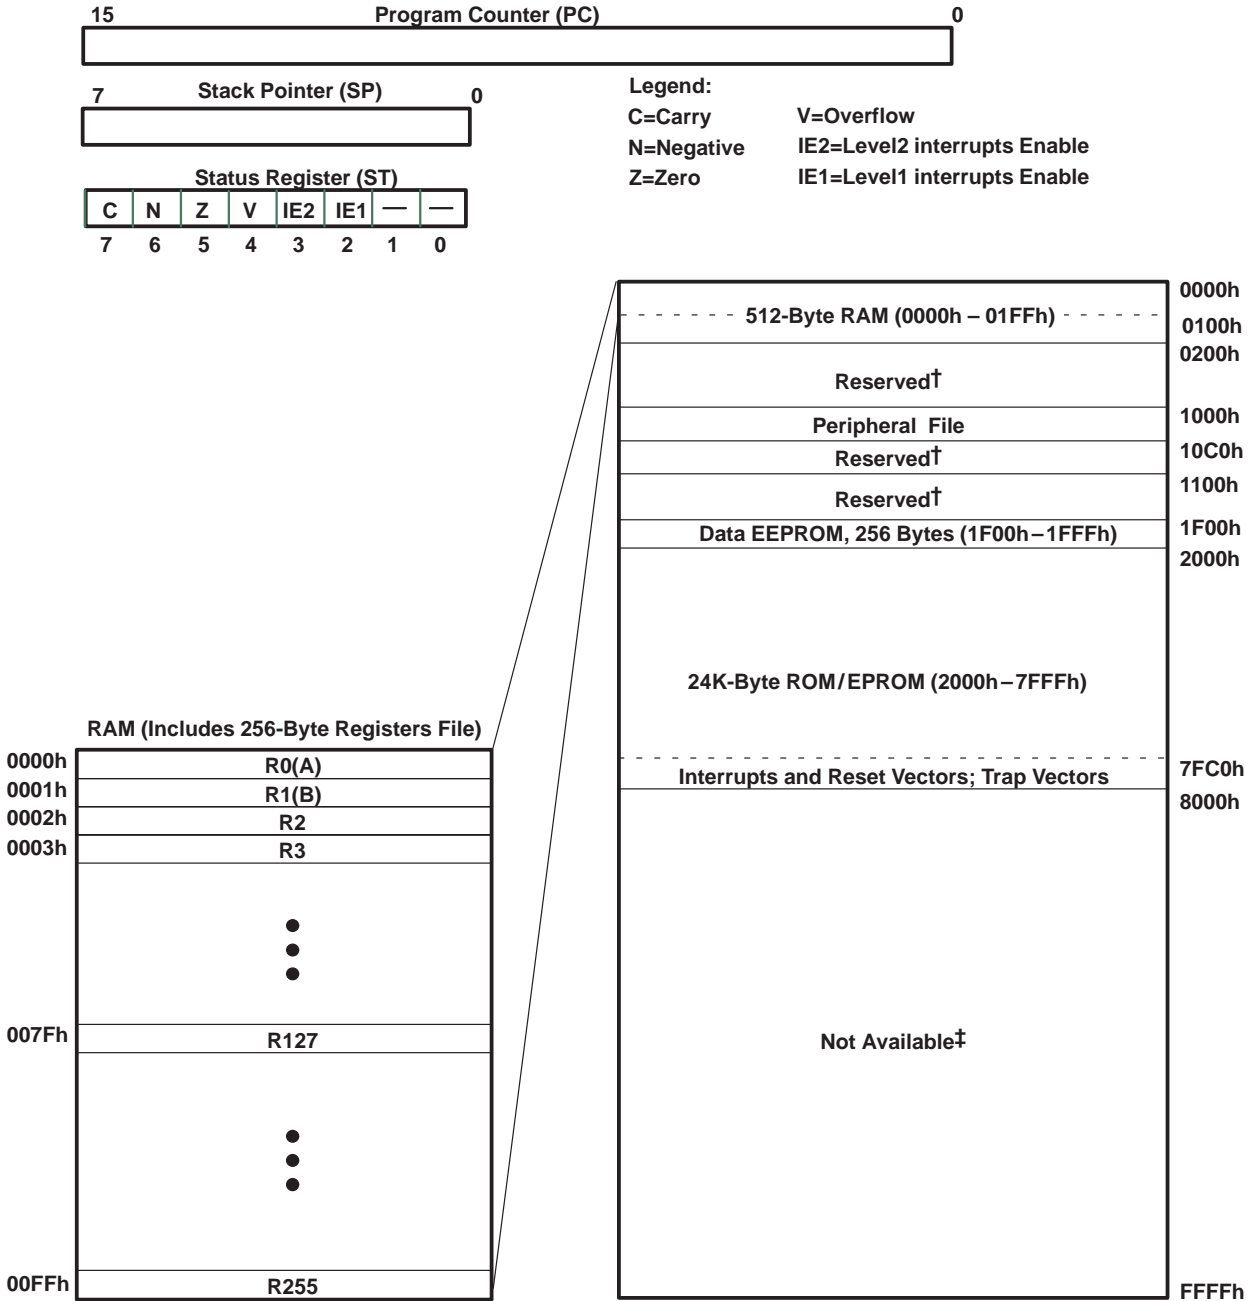 15 Program Counter (PC) 0
7 Stack Pointer (SP) 0
Legend:
C=Carry V=Overflow
N=Negative IE2=Level2 interrupts Enable
Z=Zero IE1=Level1 interrupts Enable
Status Register (ST)
C N Z V IE2 IE1 — —
7 6 5 4 3 2 1 0
0000h
512-Byte RAM (0000h – 01FFh)
0100h
0200h
Reserved†
1000h
Peripheral File
10C0h
Reserved†
1100h
Reserved†
1F00h
Data EEPROM, 256 Bytes (1F00h–1FFFh)
2000h
24K-Byte ROM/EPROM (2000h–7FFFh)
7FC0h
Interrupts and Reset Vectors; Trap Vectors
8000h
Not Available‡
FFFFh
RAM (Includes 256-Byte Registers File)
0000h R0(A)
0001h R1(B)
0002h R2
0003h R3
007Fh R127
00FFh R255